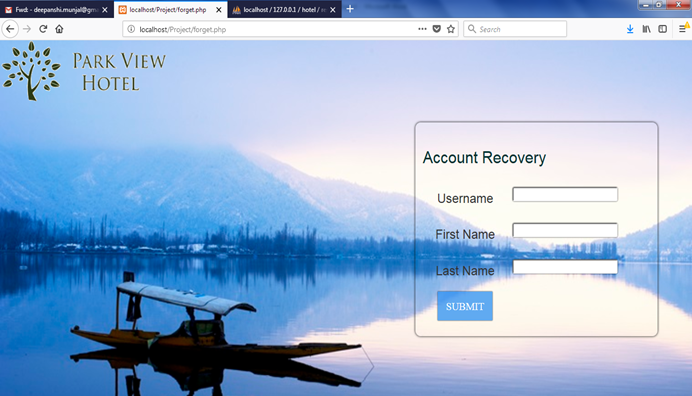 Fwd: - deepanshi.munjal@gm
localhost/Project/forget.php
localhost / 127.0.0.1 / hotel /
localhost/Project/forget.php
Search
PARK VIEW
HOTEL
Account Recovery
Username
First Name
Last Name
SUBMIT